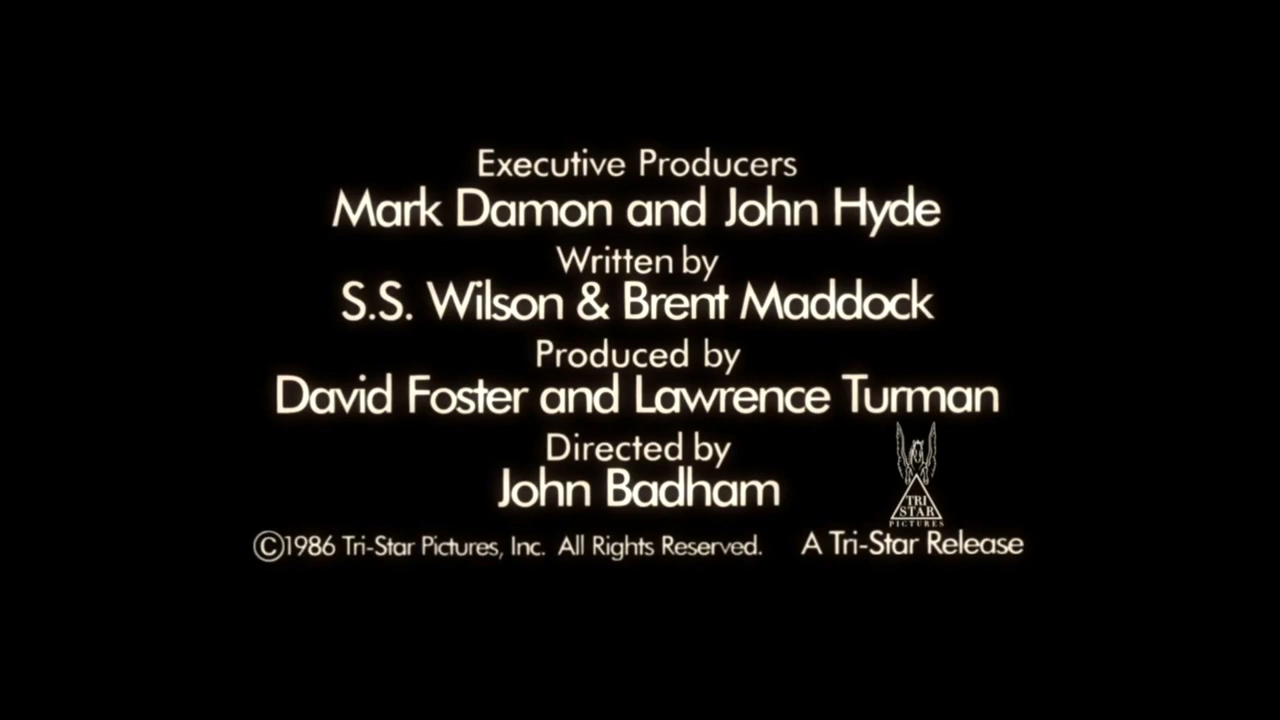 Executive Producers
Mark Damon and John Hyde
Written by
S.S. Wilson & Brent Maddock
Produced by
David Foster and Lawrence Turman
Directed by
John Badham
TRI
STAR
PICTURES
©1986 Tri-Star Pictures, Inc. All Rights Reserved. A Tri-Star Release